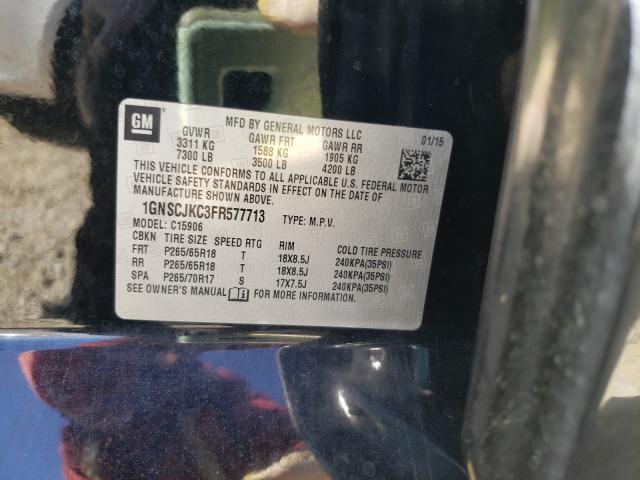 GM
MFD BY GENERAL MOTORS LLC
01/15
GVWR GAWR FRT GAWR RR
3311 KG 1588 KG 1905 KG
7300 LB 3500 LB 4200 LB
THIS VEHICLE CONFORMS TO ALL APPLICABLE U.S. FEDERAL MOTOR
VEHICLE SAFETY STANDARDS IN EFFECT ON THE DATE OF
MANUFACTURE SHOWN ABOVE.
1GNSCJKC3FR577713 TYPE: M.P.V.
MODEL: C15906
CBKN TIRE SIZE SPEED RTG RIM COLD TIRE PRESSURE
FRT P265/65R18 T 18X8.5J 240KPA(35PSI)
RR P265/65R18 T 18X8.5J 240KPA(35PSI)
SPA P265/70R17 S 17X7.5J 240KPA(35PSI)
SEE OWNER'S MANUAL FOR MORE INFORMATION.